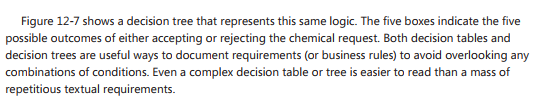 Figure 12-7 shows a decision tree that represents this same logic. The five boxes indicate the five
possible outcomes of either accepting or rejecting the chemical request. Both decision tables and
decision trees are useful ways to document requirements (or business rules) to avoid overlooking any
combinations of conditions. Even a complex decision table or tree is easier to read than a mass of
repetitious textual requirements.